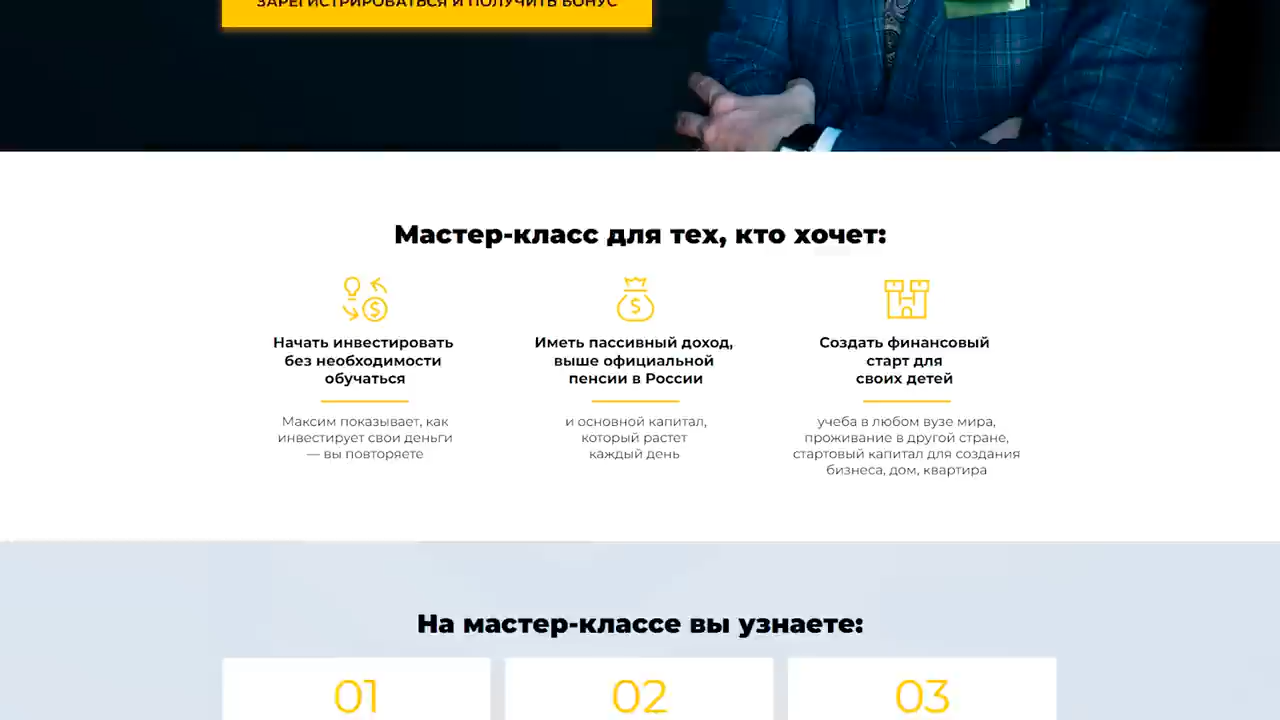 ЗАРЕГИСТРИРОВАТЬСЯ И ПОЛУЧИТЬ БОНУС
Мастер-класс для тех, кто хочет:
Начать инвестировать
без необходимости
обучаться
Максим показывает, как
инвестирует свои деньги
— вы повторяете
Иметь пассивный доход,
выше официальной
пенсии в России
и основной капитал,
который растет
каждый день
Создать финансовый
старт для
своих детей
учеба в любом вузе мира,
проживание в другой стране,
стартовый капитал для создания
бизнеса, дом, квартира
На мастер-классе вы узнаете:
01
02
03